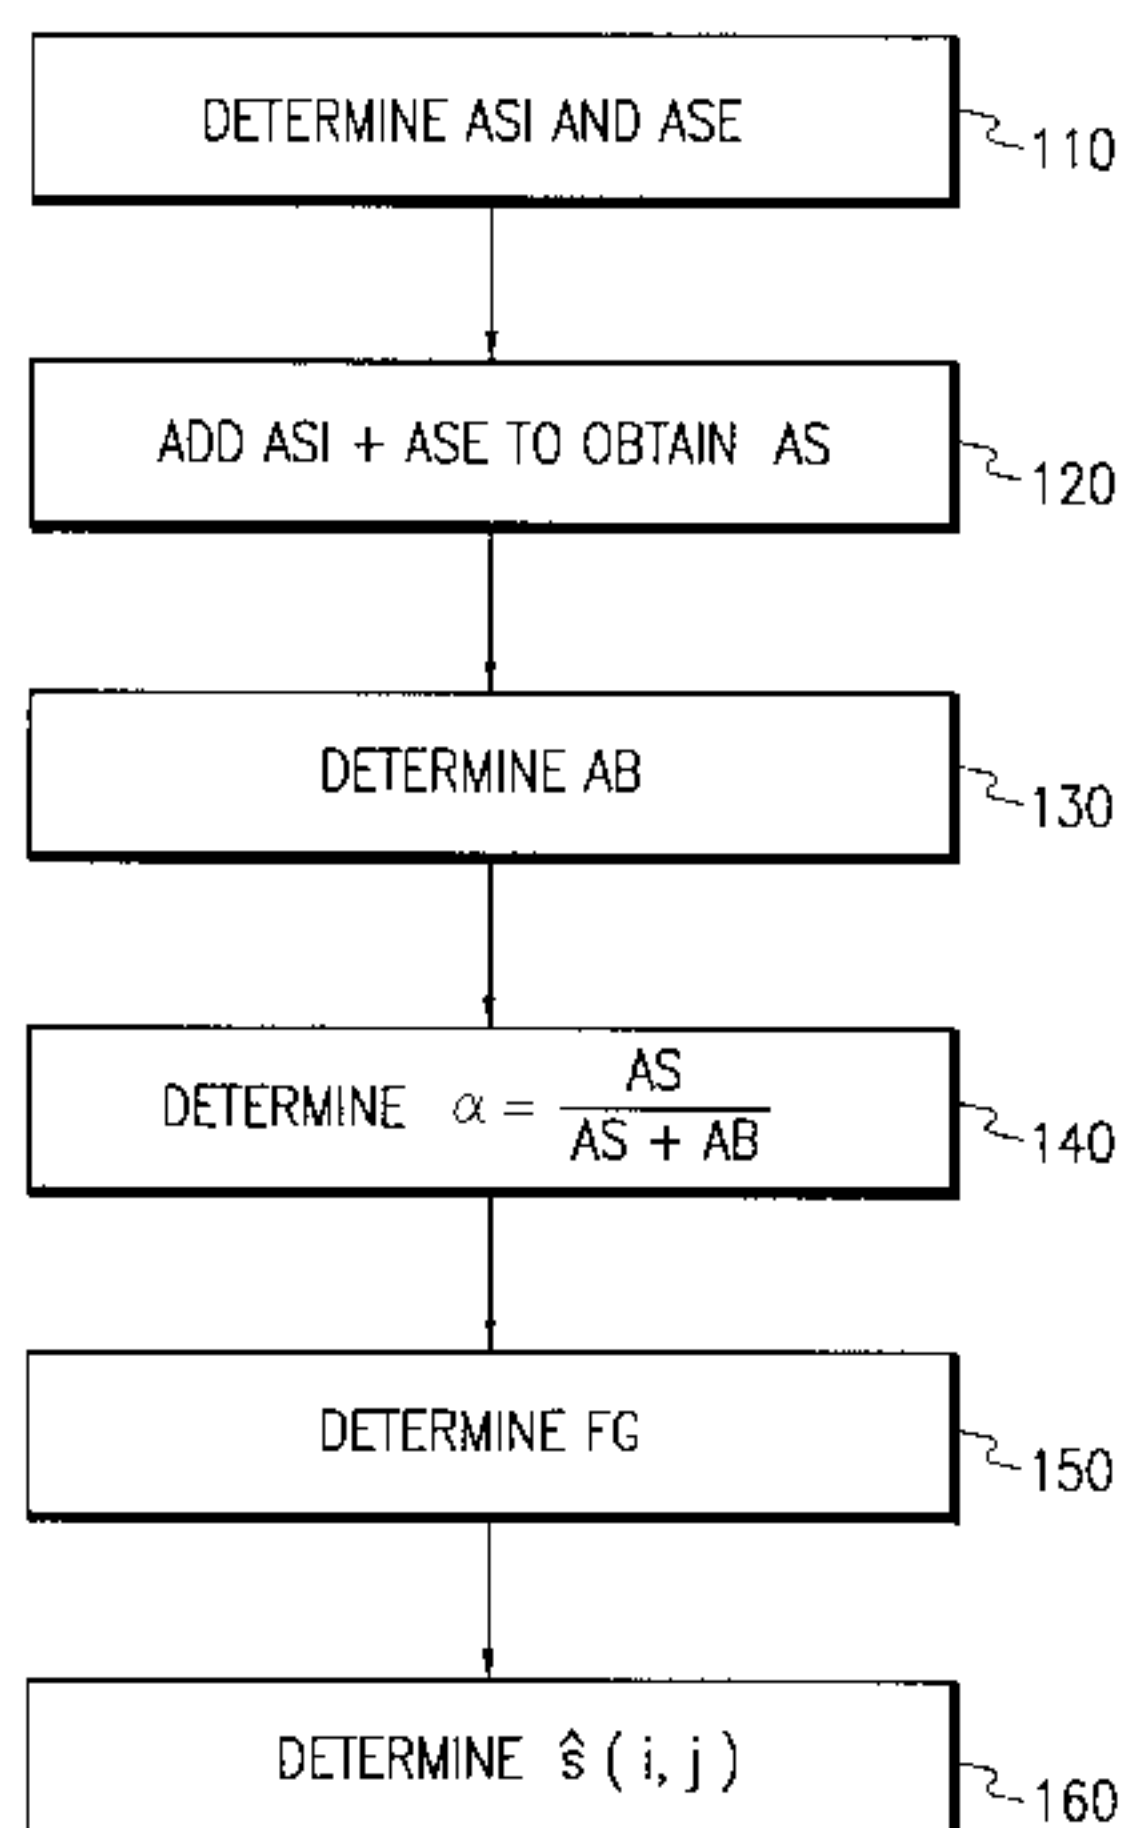 DETERMINE ASI AND ASE
110
ADD ASI + ASE TO OBTAIN AS
120
DETERMINE AB
130
DETERMINE α = AS / AS + AB
140
DETERMINE FG
150
DETERMINE ŝ ( i, j )
160